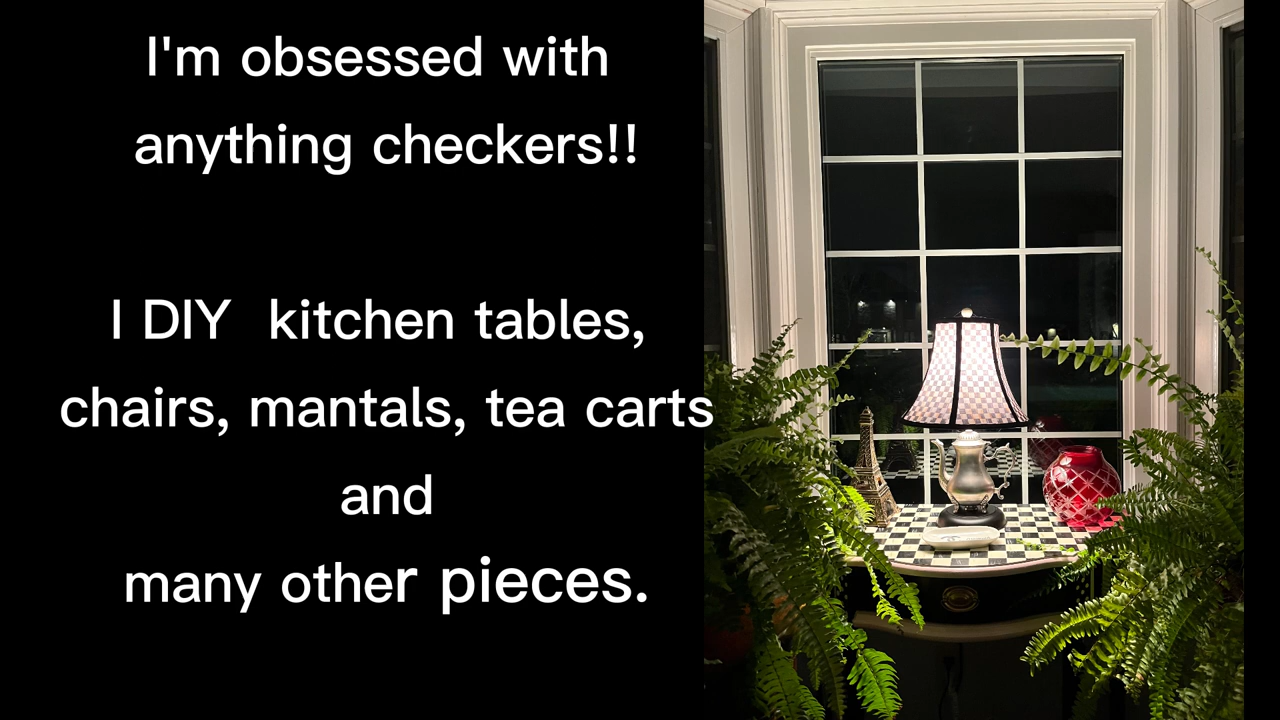 I'm obsessed with
anything checkers!!
I DIY  kitchen tables,
chairs, mantals, tea carts
and
many other pieces.